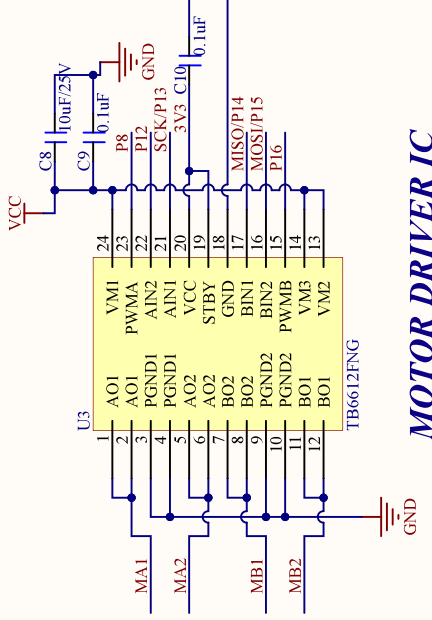 VCC
C8
10uF/25V
C9
0.1uF
GND
P8
P12
SCK/P13
3V3
C10
0.1uF
MISO/P14
MOSI/P15
P16
24
23
22
21
20
19
18
17
16
15
14
13
VM1
PWMA
AIN2
AIN1
VCC
STBY
GND
BIN1
BIN2
PWMB
VM3
VM2
AO1
AO1
PGND1
PGND1
AO2
AO2
BO2
BO2
PGND2
PGND2
BO1
BO1
U3
TB6612FNG
1
2
3
4
5
6
7
8
9
10
11
12
MA1
MA2
MB1
MB2
GND
MOTOR DRIVER IC